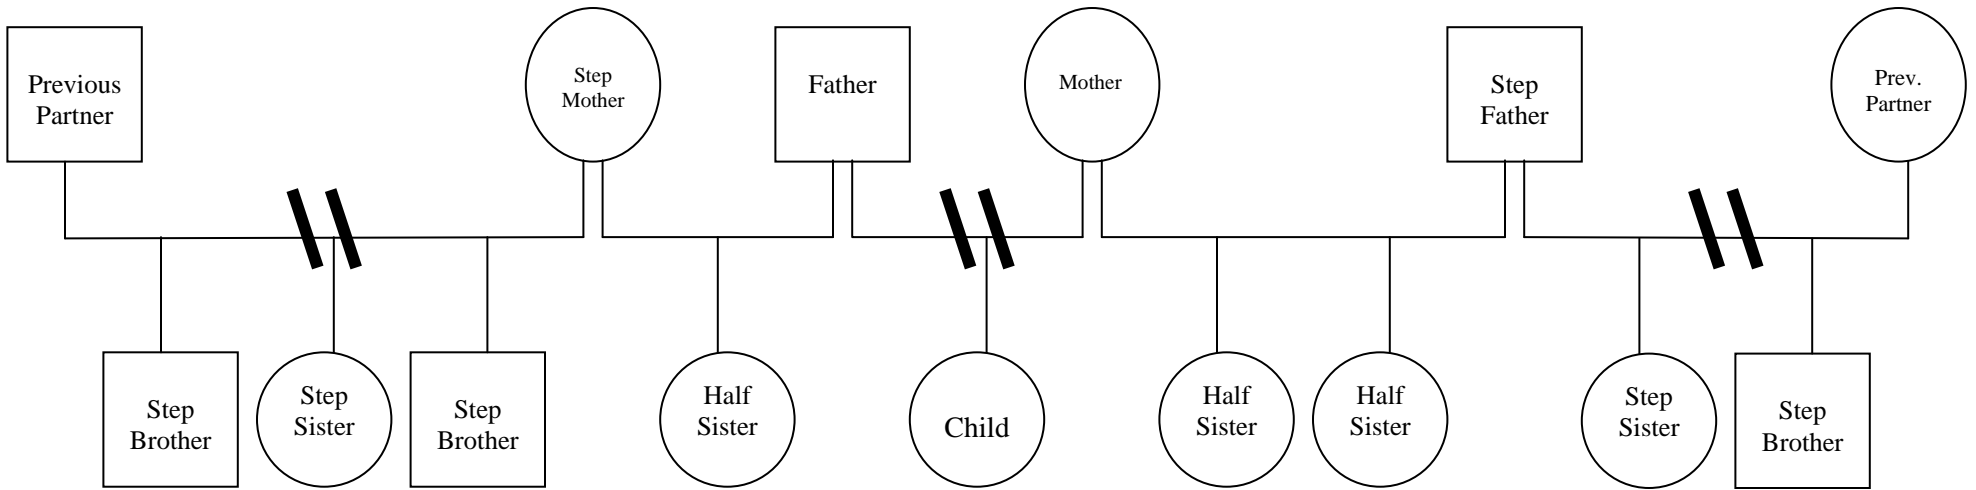 Previous
Partner
Step
Mother
Father
Mother
Step
Father
Prev.
Partner
Step
Brother
Step
Sister
Step
Brother
Half
Sister
Child
Half
Sister
Half
Sister
Step
Sister
Step
Brother